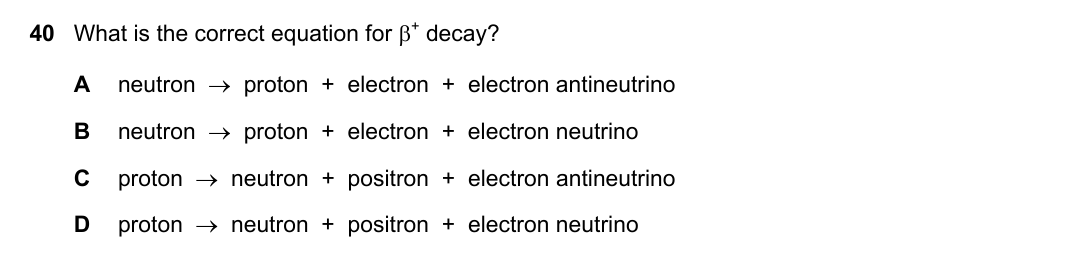 40 What is the correct equation for β⁺ decay?
A neutron → proton + electron + electron antineutrino
B neutron → proton + electron + electron neutrino
C proton → neutron + positron + electron antineutrino
D proton → neutron + positron + electron neutrino